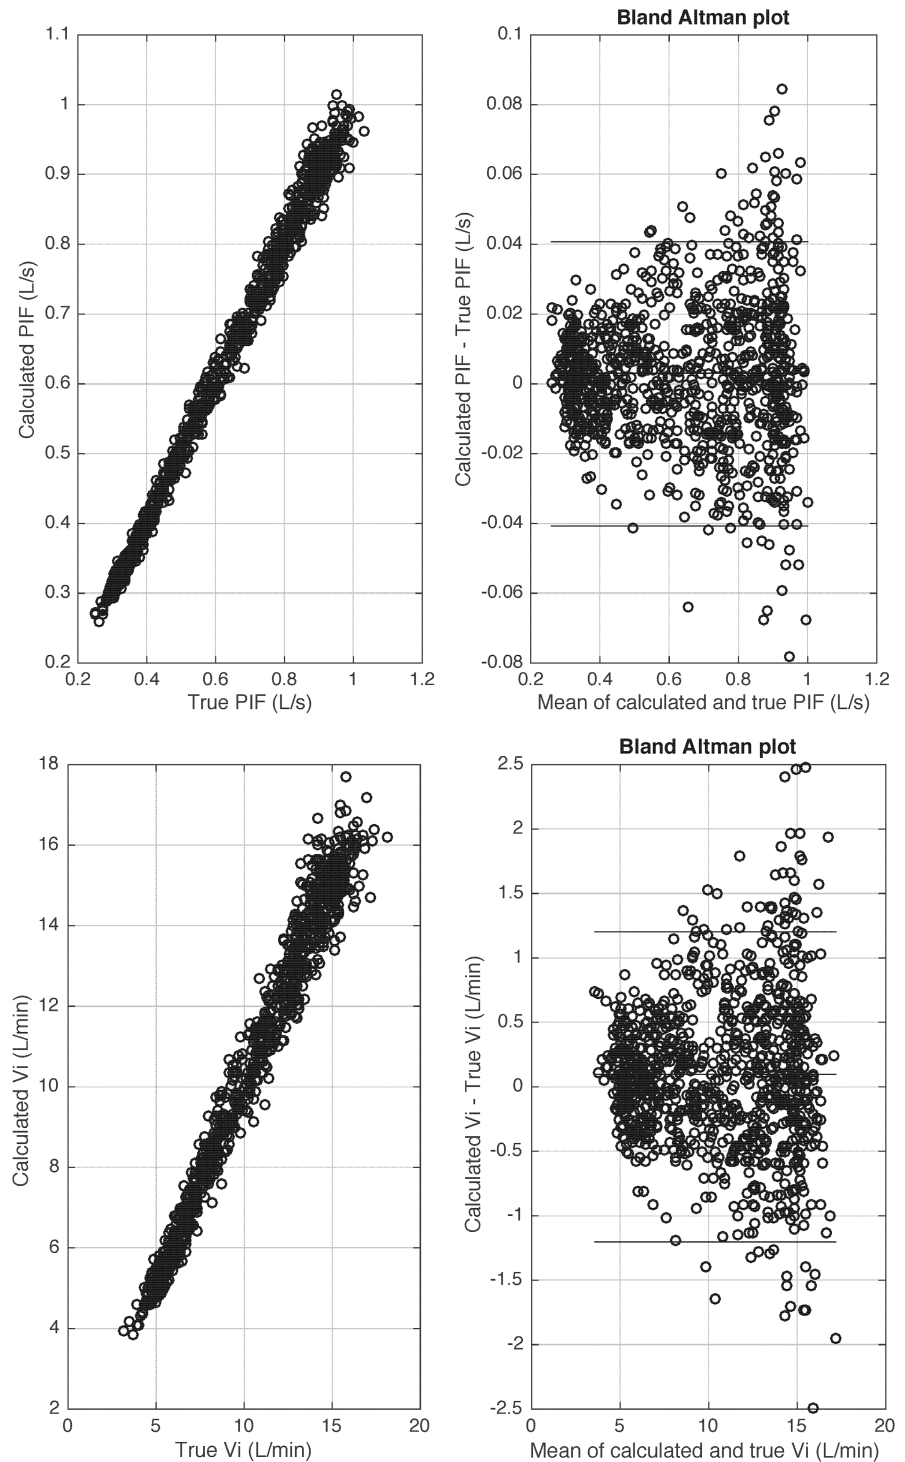 1.1
1
0.9
0.8
0.7
0.6
0.5
0.4
0.3
0.2
0.2 0.4 0.6 0.8 1 1.2
Calculated PIF (L/s)
True PIF (L/s)
Bland Altman plot
0.1
0.08
0.06
0.04
0.02
0
-0.02
-0.04
-0.06
-0.08
0.2 0.4 0.6 0.8 1 1.2
Calculated PIF - True PIF (L/s)
Mean of calculated and true PIF (L/s)
18
16
14
12
10
8
6
4
2
0 5 10 15 20
Calculated Vi (L/min)
True Vi (L/min)
Bland Altman plot
2.5
2
1.5
1
0.5
0
-0.5
-1
-1.5
-2
-2.5
0 5 10 15 20
Calculated Vi - True Vi (L/min)
Mean of calculated and true Vi (L/min)